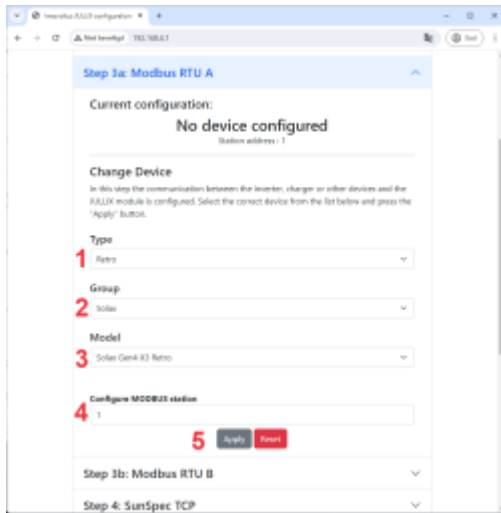 Step 3a: Modbus RTU A
Current configuration:
No device configured
Station address : 1
Change Device
In this step the communication between the inverter, charger or other devices and the
IULUX module is configured. Select the correct device from the list below and press the
"Apply" button.
Type
1 Retro
Group
2 Solax
Model
3 Solax Gen4 X3 Retro
Configure MODBUS station
4 1
5 Apply Reset
Step 3b: Modbus RTU B
Step 4: SunSpec TCP